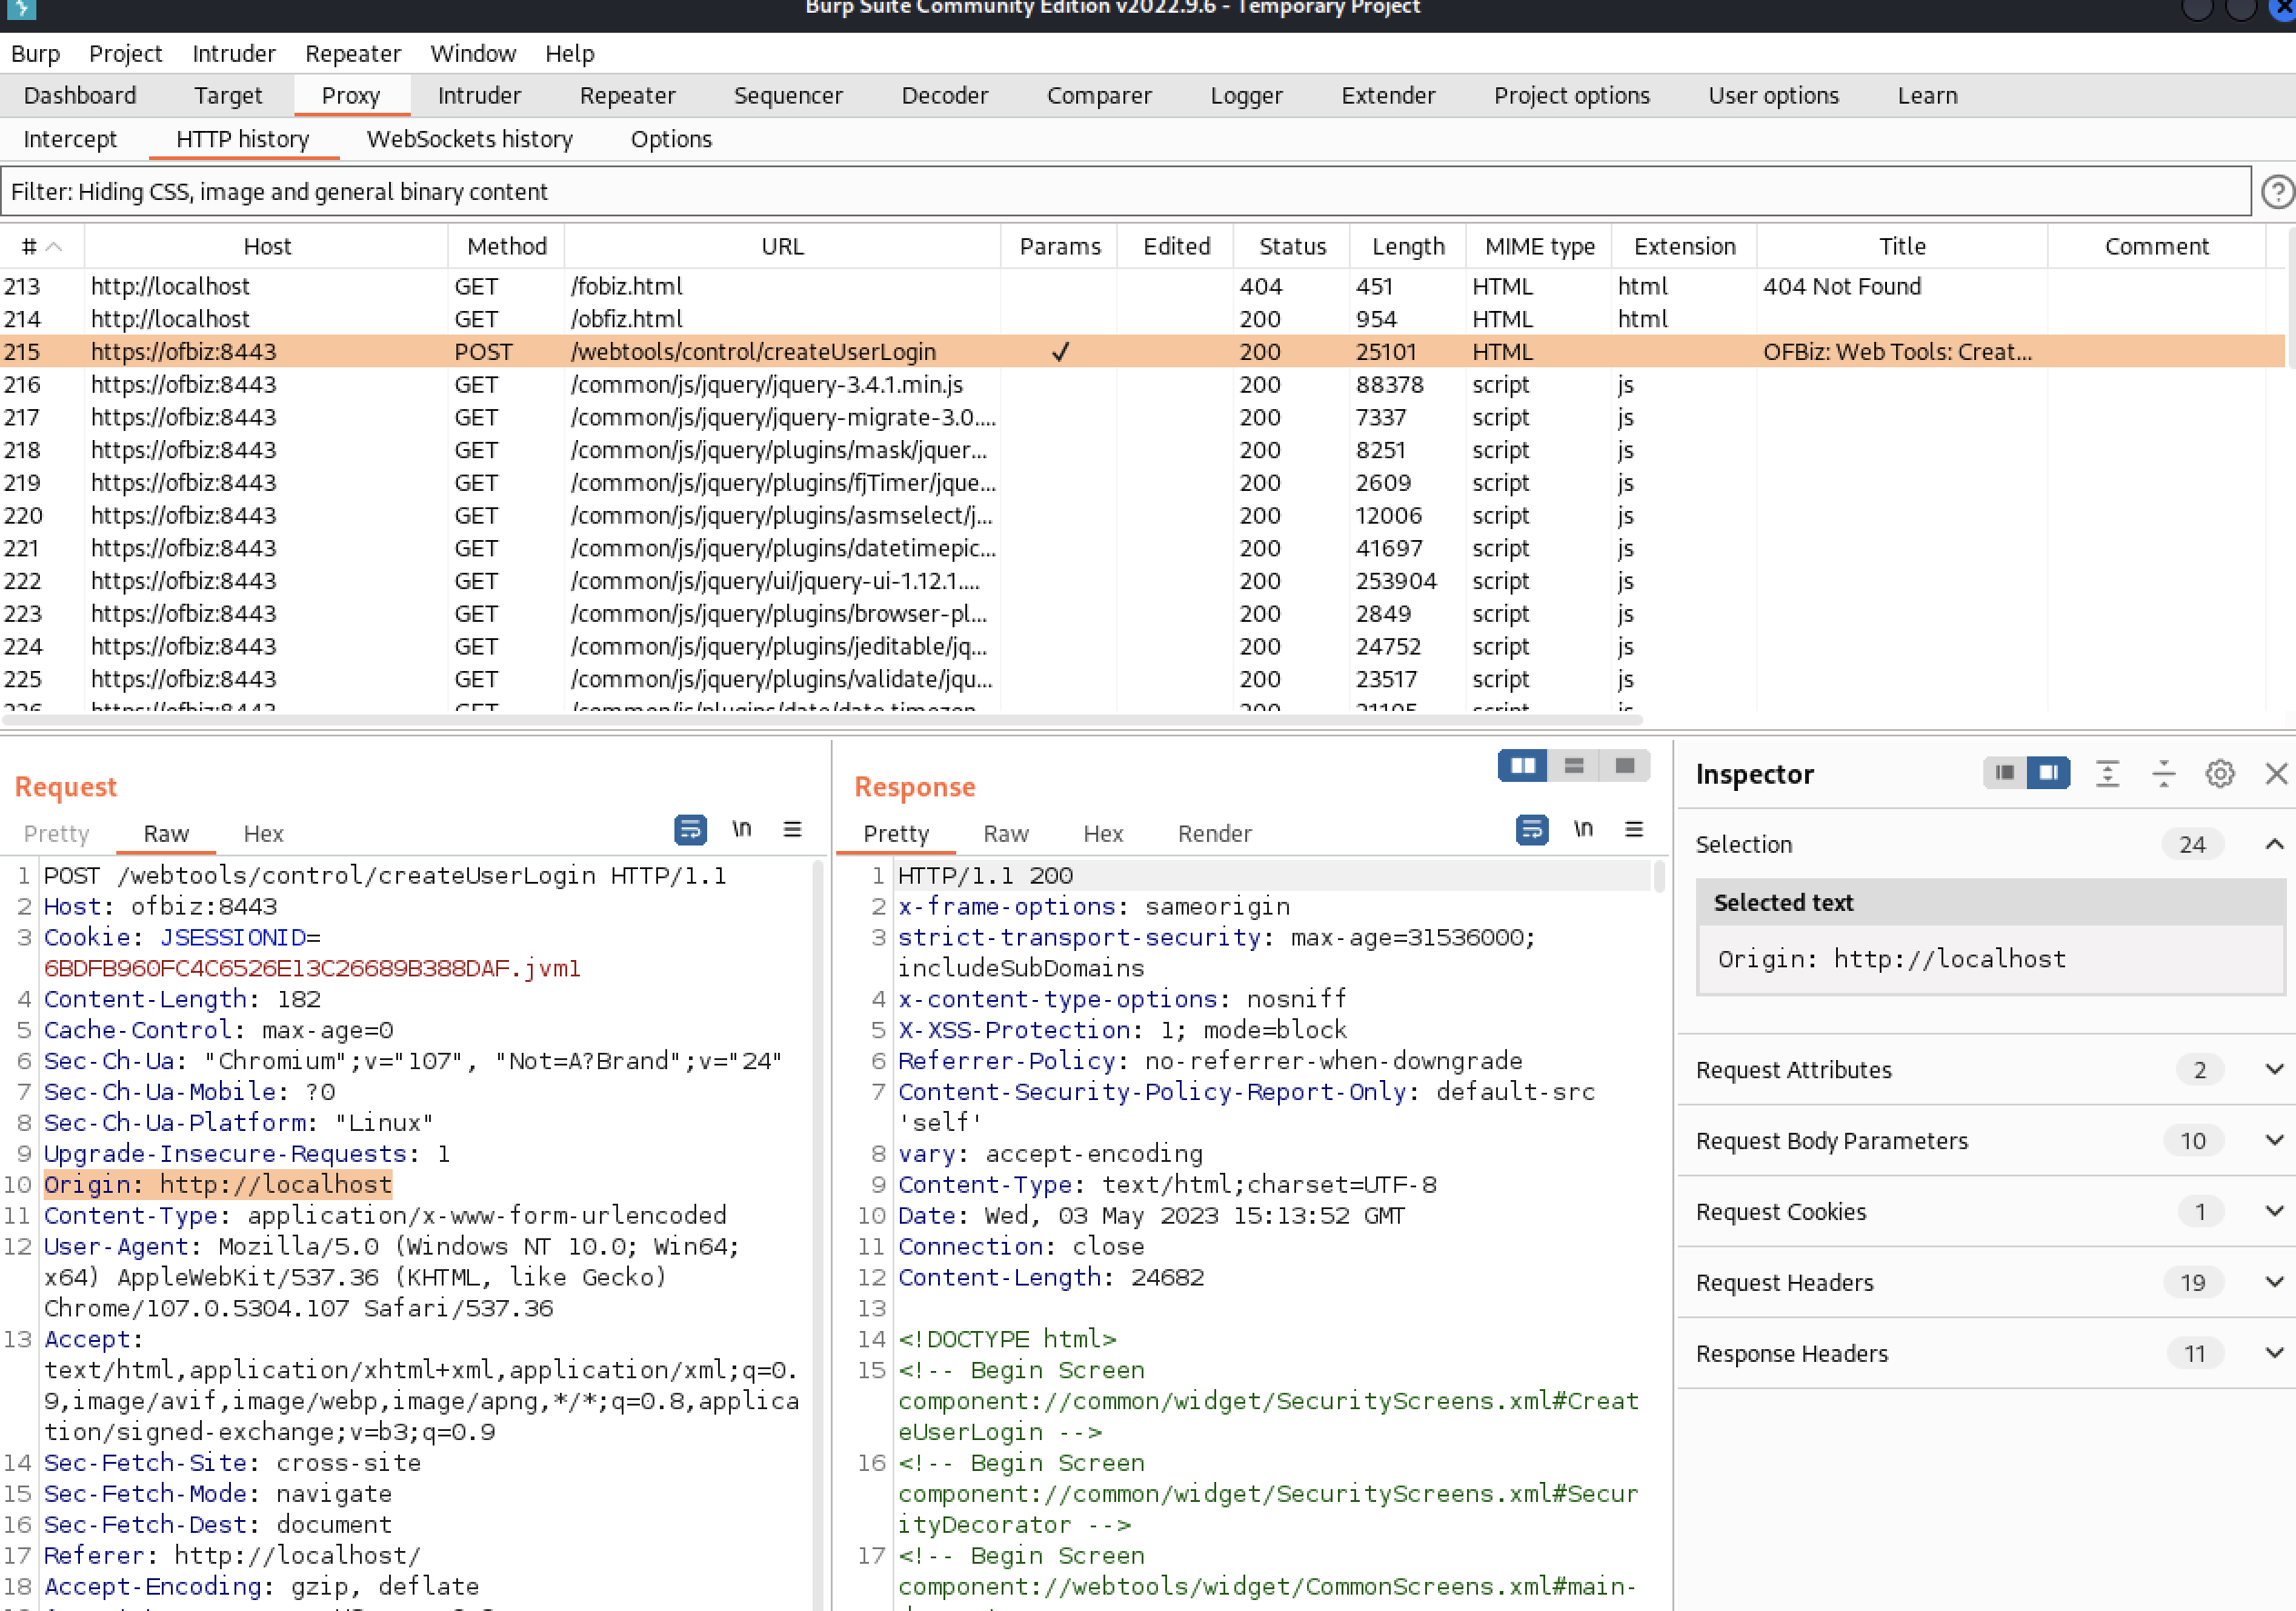 Burp Suite Community Edition v2022.9.6 - Temporary Project
Burp Project Intruder Repeater Window Help
Dashboard Target Proxy Intruder Repeater Sequencer Decoder Comparer Logger Extender Project options User options Learn
Intercept HTTP history WebSockets history Options
Filter: Hiding CSS, image and general binary content
# Host Method URL Params Edited Status Length MIME type Extension Title Comment
213 http://localhost GET /fobiz.html 404 451 HTML html 404 Not Found
214 http://localhost GET /obfiz.html 200 954 HTML html
215 https://ofbiz:8443 POST /webtools/control/createUserLogin ✓ 200 25101 HTML OFBiz: Web Tools: Creat...
216 https://ofbiz:8443 GET /common/js/jquery/jquery-3.4.1.min.js 200 88378 script js
217 https://ofbiz:8443 GET /common/js/jquery/jquery-migrate-3.0.... 200 7337 script js
218 https://ofbiz:8443 GET /common/js/jquery/plugins/mask/jquer... 200 8251 script js
219 https://ofbiz:8443 GET /common/js/jquery/plugins/fjTimer/jque... 200 2609 script js
220 https://ofbiz:8443 GET /common/js/jquery/plugins/asmselect/j... 200 12006 script js
221 https://ofbiz:8443 GET /common/js/jquery/plugins/datetimepic... 200 41697 script js
222 https://ofbiz:8443 GET /common/js/jquery/ui/jquery-ui-1.12.1.... 200 253904 script js
223 https://ofbiz:8443 GET /common/js/jquery/plugins/browser-pl... 200 2849 script js
224 https://ofbiz:8443 GET /common/js/jquery/plugins/jeditable/jq... 200 24752 script js
225 https://ofbiz:8443 GET /common/js/jquery/plugins/validate/jqu... 200 23517 script js
Request
Pretty Raw Hex \n
1 POST /webtools/control/createUserLogin HTTP/1.1
2 Host: ofbiz:8443
3 Cookie: JSESSIONID=
6BDFB960FC4C6526E13C26689B388DAF.jvm1
4 Content-Length: 182
5 Cache-Control: max-age=0
6 Sec-Ch-Ua: "Chromium";v="107", "Not=A?Brand";v="24"
7 Sec-Ch-Ua-Mobile: ?0
8 Sec-Ch-Ua-Platform: "Linux"
9 Upgrade-Insecure-Requests: 1
10 Origin: http://localhost
11 Content-Type: application/x-www-form-urlencoded
12 User-Agent: Mozilla/5.0 (Windows NT 10.0; Win64;
x64) AppleWebKit/537.36 (KHTML, like Gecko)
Chrome/107.0.5304.107 Safari/537.36
13 Accept:
text/html,application/xhtml+xml,application/xml;q=0.
9,image/avif,image/webp,image/apng,*/*;q=0.8,applica
tion/signed-exchange;v=b3;q=0.9
14 Sec-Fetch-Site: cross-site
15 Sec-Fetch-Mode: navigate
16 Sec-Fetch-Dest: document
17 Referer: http://localhost/
18 Accept-Encoding: gzip, deflate
Response
Pretty Raw Hex Render \n
1 HTTP/1.1 200
2 x-frame-options: sameorigin
3 strict-transport-security: max-age=31536000;
includeSubDomains
4 x-content-type-options: nosniff
5 X-XSS-Protection: 1; mode=block
6 Referrer-Policy: no-referrer-when-downgrade
7 Content-Security-Policy-Report-Only: default-src
'self'
8 vary: accept-encoding
9 Content-Type: text/html;charset=UTF-8
10 Date: Wed, 03 May 2023 15:13:52 GMT
11 Connection: close
12 Content-Length: 24682
13
14 <!DOCTYPE html>
15 <!-- Begin Screen
component://common/widget/SecurityScreens.xml#Creat
eUserLogin -->
16 <!-- Begin Screen
component://common/widget/SecurityScreens.xml#Secur
ityDecorator -->
17 <!-- Begin Screen
component://webtools/widget/CommonScreens.xml#main-
Inspector
Selection 24
Selected text
Origin: http://localhost
Request Attributes 2
Request Body Parameters 10
Request Cookies 1
Request Headers 19
Response Headers 11